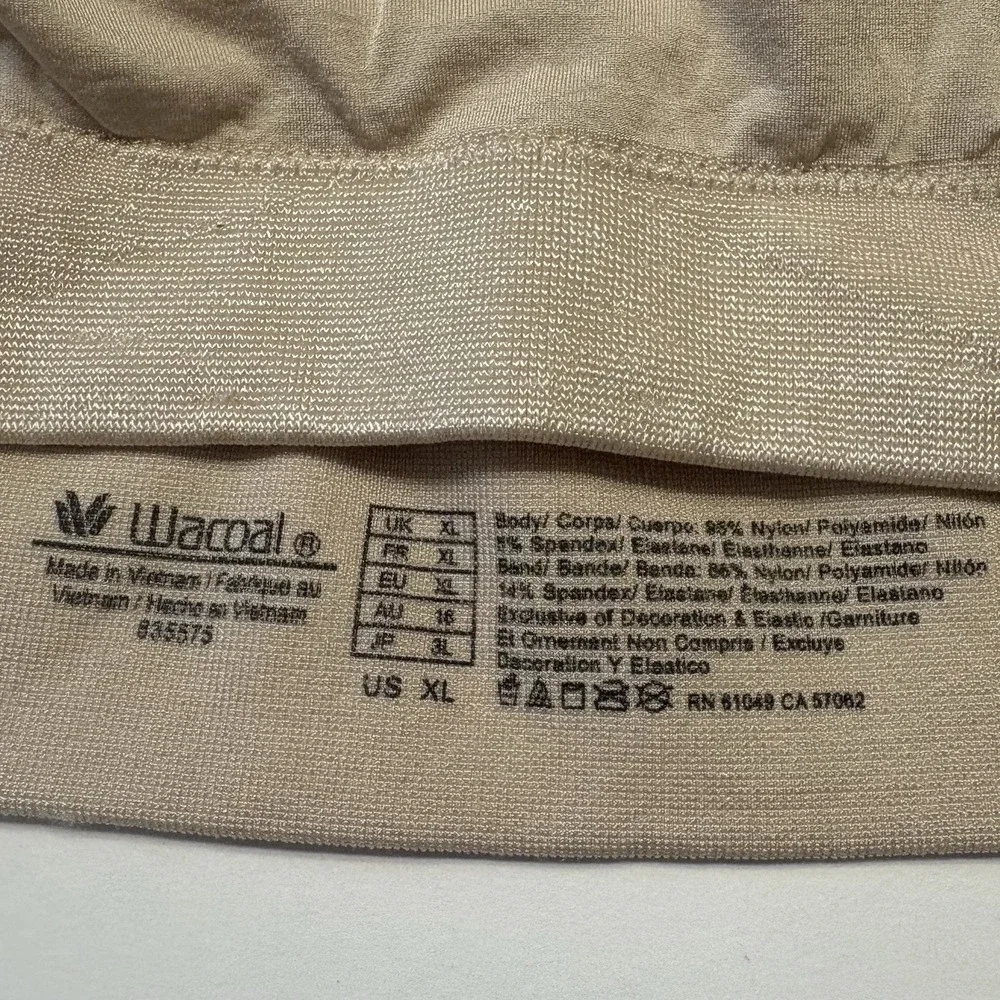 Wacoal ®
Made in Vietnam / Fabriqué au
Vietnam / Hecho en Vietnam
835575
UK XL
FR XL
EU XL
AU 16
JP 3L
US XL
Body/ Corps/ Cuerpo: 95% Nylon/ Polyamide/ Nilón
5% Spandex/ Elastane/ Elasthanne/ Elastano
Band/ Bande/ Banda: 86% Nylon/ Polyamide/ Nilón
14% Spandex/ Elastane/ Elasthanne/ Elastano
Exclusive of Decoration & Elastic /Garniture
Et Ornement Non Compris / Excluye
Decoration Y Elastico
RN 61049 CA 57062